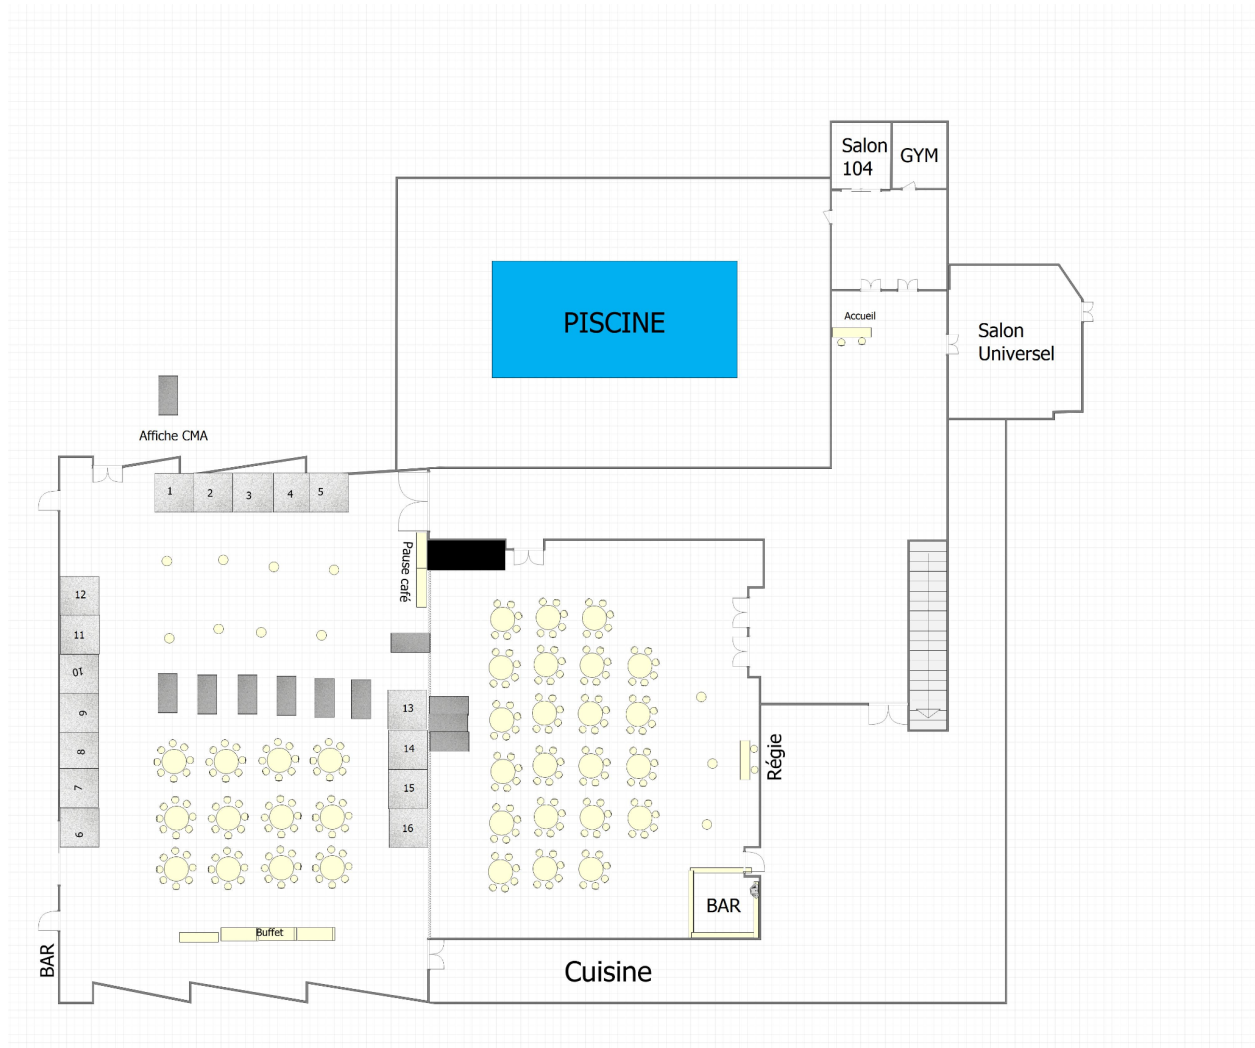 Salon
104
GYM
PISCINE
Accueil
Salon
Universel
Affiche CMA
1
2
3
4
5
Pause café
12
11
10
9
8
7
6
13
14
15
16
Régie
BAR
Buffet
BAR
Cuisine